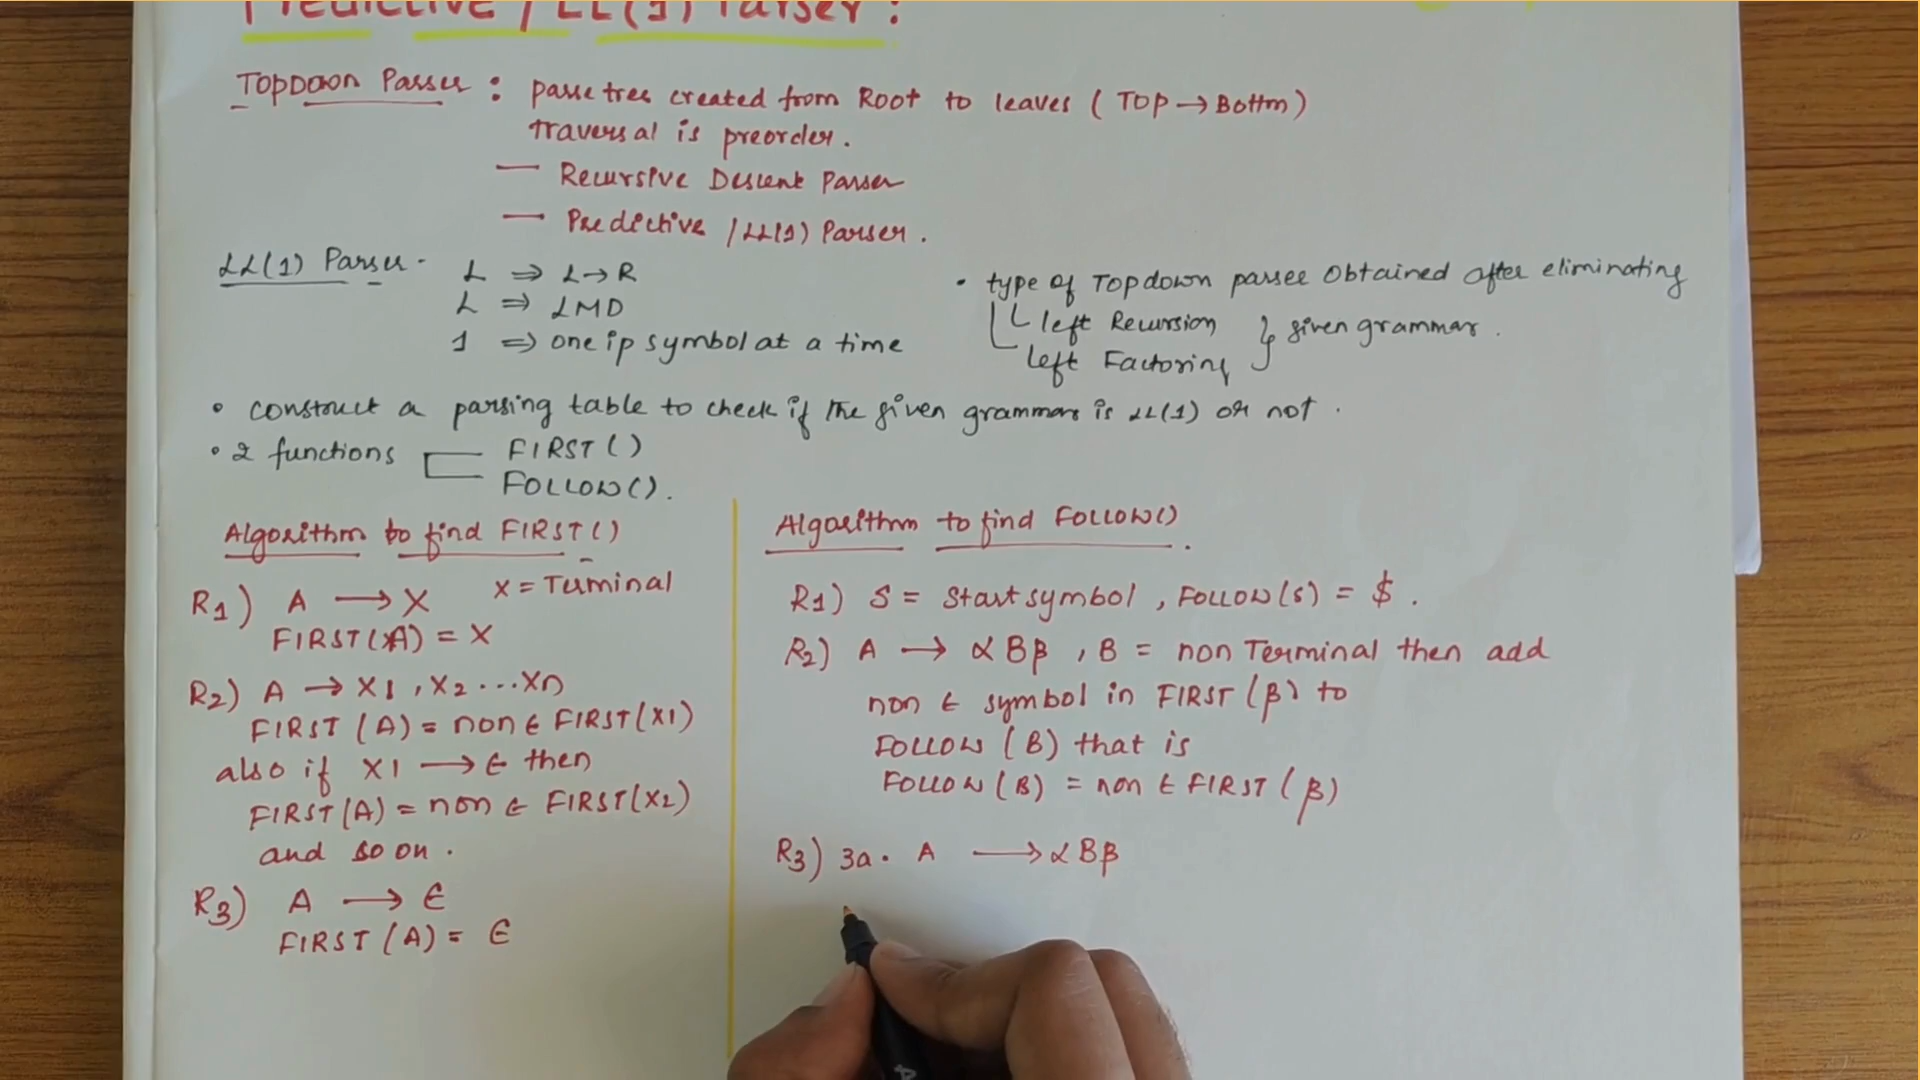 Predictive / LL(1) Parser :
TopDown Parser : parse tree created from Root to leaves ( TOP → Bottm )
Traversal is preorder .
— Recursive Descent Parser
— Predictive / LL(1) Parser .
LL(1) Parser .
L ⇒ L → R
L ⇒ LMD
1 ⇒ one ip symbol at a time
• type of Topdown parser Obtained after eliminating
left Recursion
left Factoring
} given grammar .
• construct a parsing table to check if the given grammar is LL(1) or not .
• 2 functions
FIRST ( )
FOLLOW ( ) .
Algorithm to find FIRST ( )
R1) A → X X = Terminal
FIRST (A) = X
R2) A → X1 , X2 ... Xn
FIRST (A) = non ϵ FIRST(X1)
also if X1 → ϵ then
FIRST (A) = non ϵ FIRST(X2)
and so on .
R3) A → ϵ
FIRST (A) = ϵ
Algorithm to find FOLLOW ( ) .
R1) S = Start symbol , FOLLOW (S) = $ .
R2) A → αBβ , B = non Terminal then add
non ϵ symbol in FIRST (β) to
FOLLOW (B) that is
FOLLOW (B) = non ϵ FIRST (β)
R3) 3a . A → αBβ